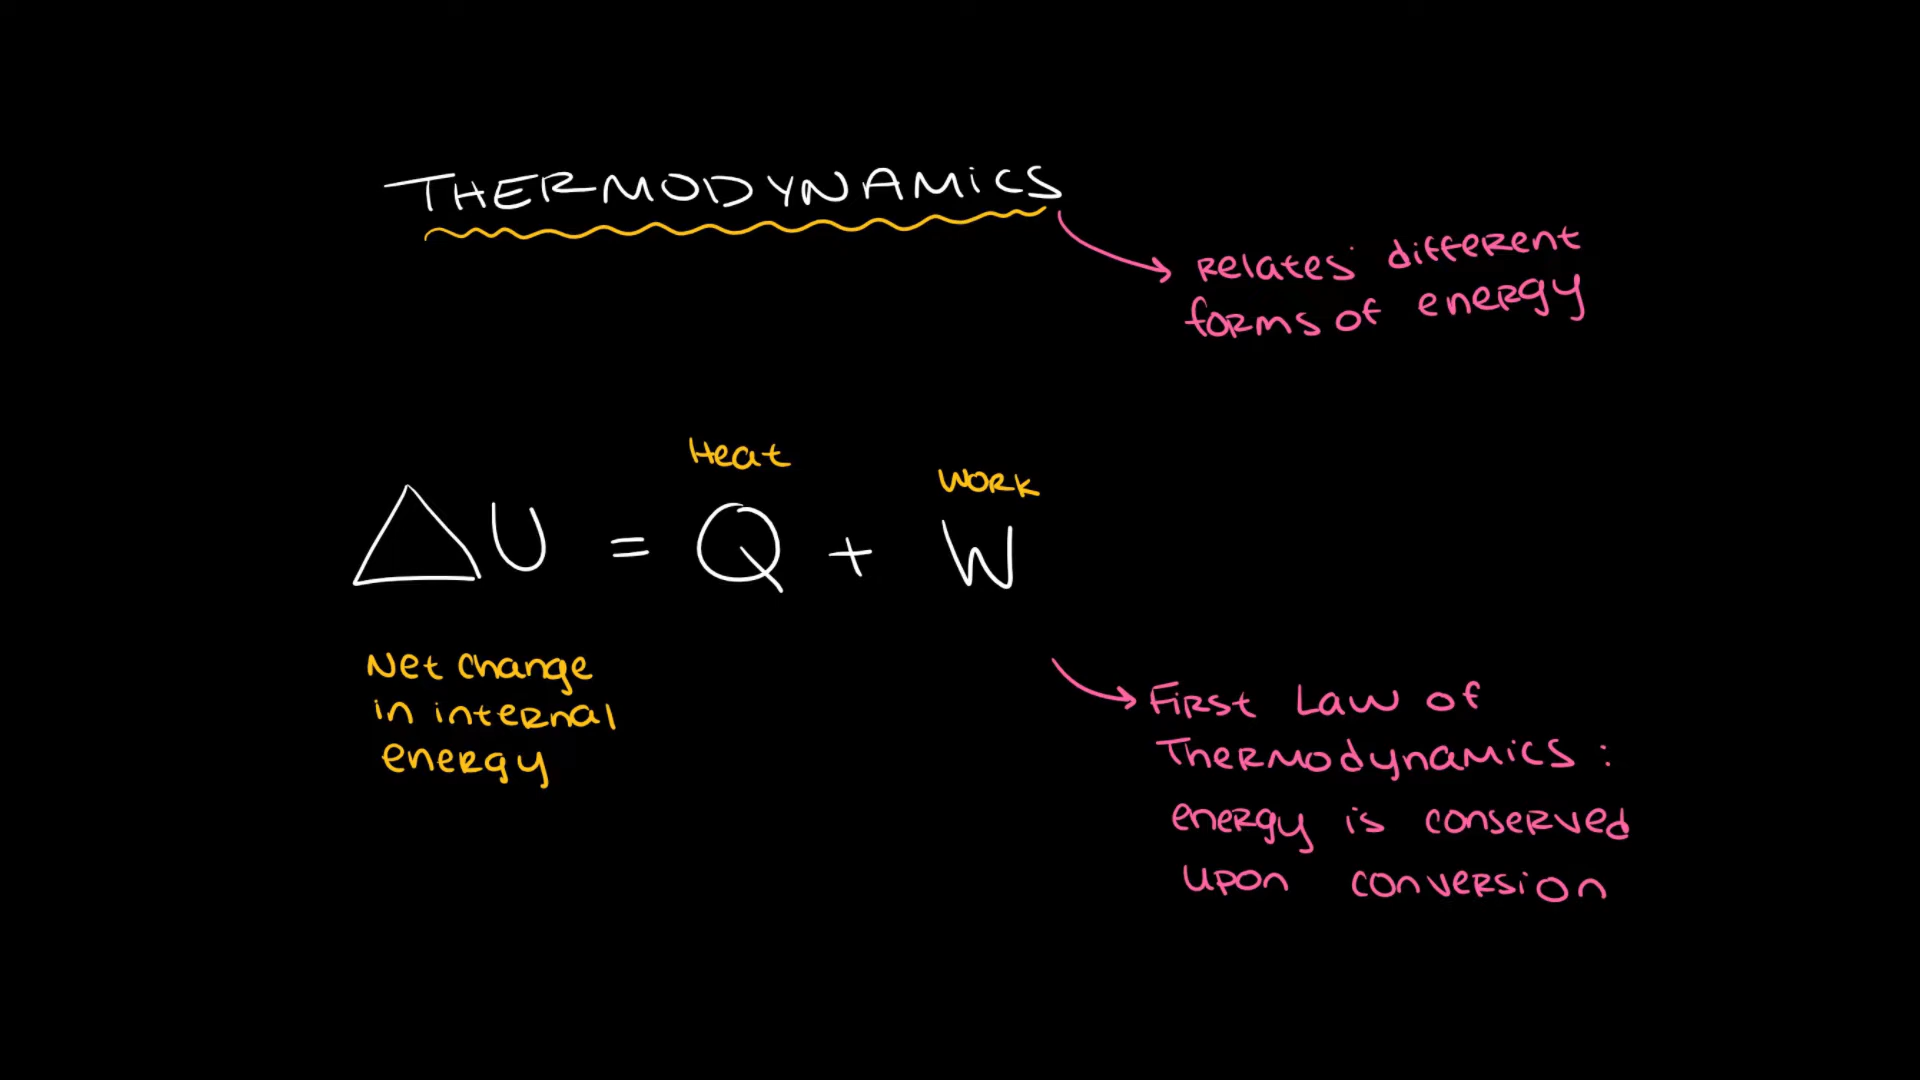 THERMODYNAMICS
Relates different
forms of energy
Heat
Work
ΔU = Q + W
Net change
in internal
energy
First Law of
Thermodynamics:
energy is conserved
upon conversion